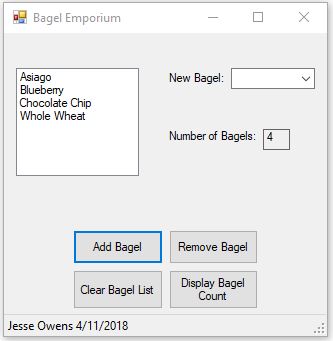 Bagel Emporium
Asiago
Blueberry
Chocolate Chip
Whole Wheat
New Bagel:
Number of Bagels: 4
Add Bagel
Remove Bagel
Clear Bagel List
Display Bagel
Count
Jesse Owens 4/11/2018